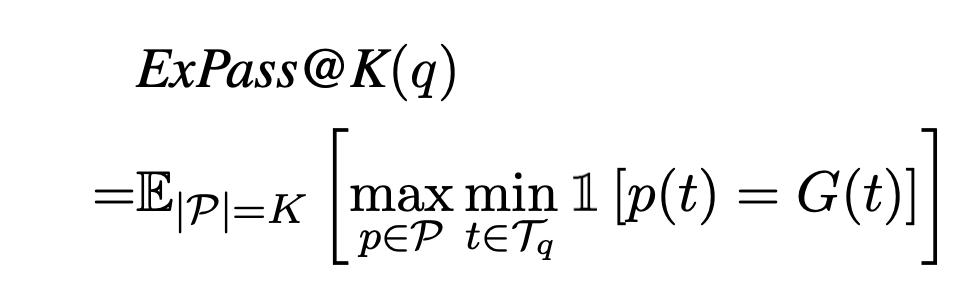 ExPass@K(q)
=𝔼_{|𝒫|=K} [ max_{p∈𝒫} min_{t∈𝒯_q} 𝟙 [p(t) = G(t)] ]